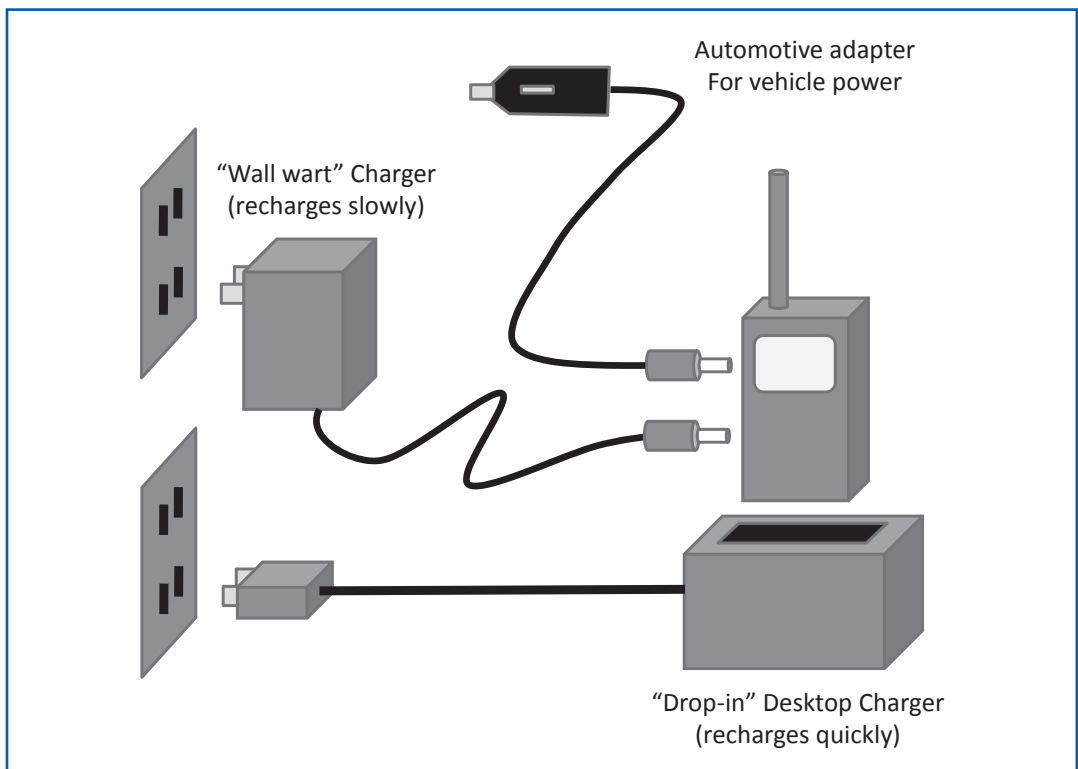 Automotive adapter
For vehicle power
“Wall wart” Charger
(recharges slowly)
“Drop-in” Desktop Charger
(recharges quickly)